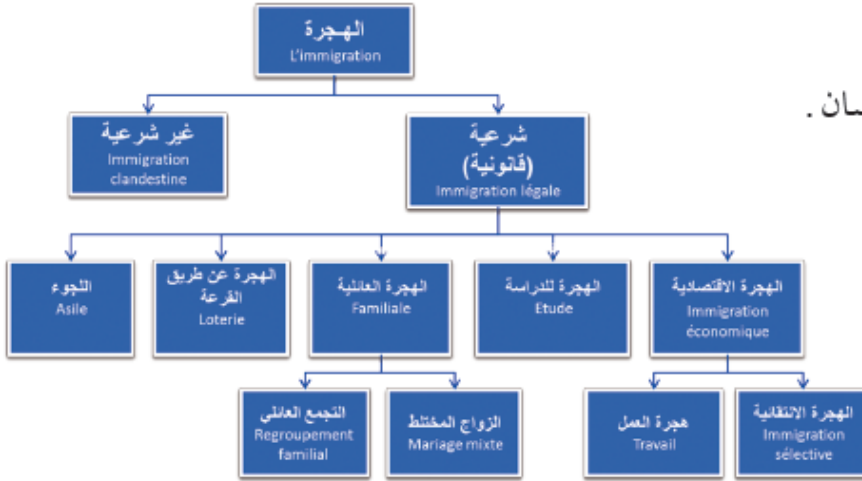 الهجرة
L'immigration
سان .
شرعية
(قانونية)
Immigration légale
غير شرعية
Immigration
clandestine
الهجرة الاقتصادية
Immigration
économique
الهجرة للدراسة
Etude
الهجرة العائلية
Familiale
الهجرة عن طريق
القرعة
Loterie
اللجوء
Asile
الهجرة الانتقائية
Immigration
sélective
هجرة العمل
Travail
الزواج المختلط
Mariage mixte
التجمع العائلي
Regroupement
familial